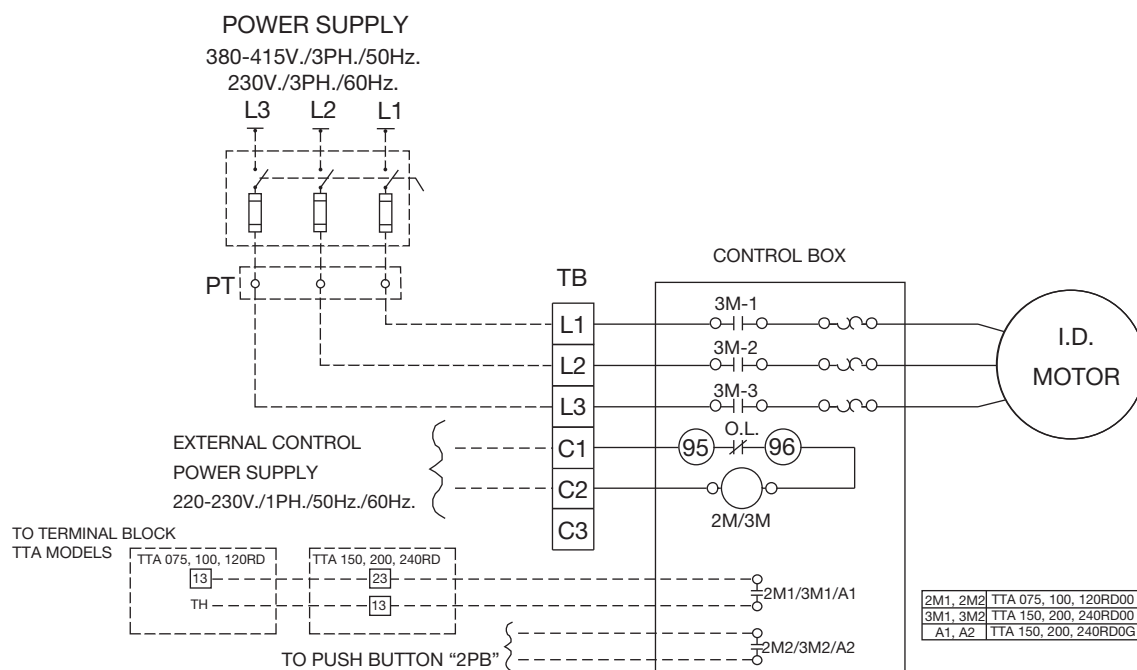 POWER SUPPLY
380-415V./3PH./50Hz.
230V./3PH./60Hz.
L3 L2 L1
PT
TB
CONTROL BOX
L1
3M-1
L2
3M-2
L3
3M-3
I.D.
MOTOR
EXTERNAL CONTROL
POWER SUPPLY
220-230V./1PH./50Hz./60Hz.
C1
95 O.L. 96
C2
2M/3M
C3
TO TERMINAL BLOCK
TTA MODELS
TTA 075, 100, 120RD
TTA 150, 200, 240RD
13
23
TH
13
2M1/3M1/A1
TO PUSH BUTTON “2PB”
2M2/3M2/A2
2M1, 2M2 TTA 075, 100, 120RD00
3M1, 3M2 TTA 150, 200, 240RD00
A1, A2 TTA 150, 200, 240RD0G